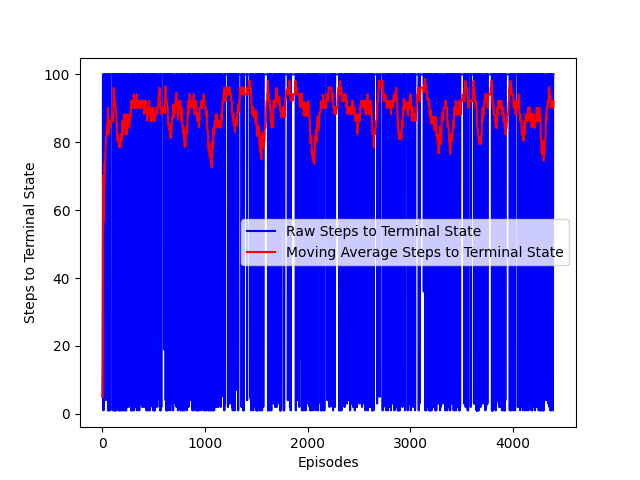 100
80
60
40
20
0
Steps to Terminal State
Raw Steps to Terminal State
Moving Average Steps to Terminal State
0 1000 2000 3000 4000
Episodes